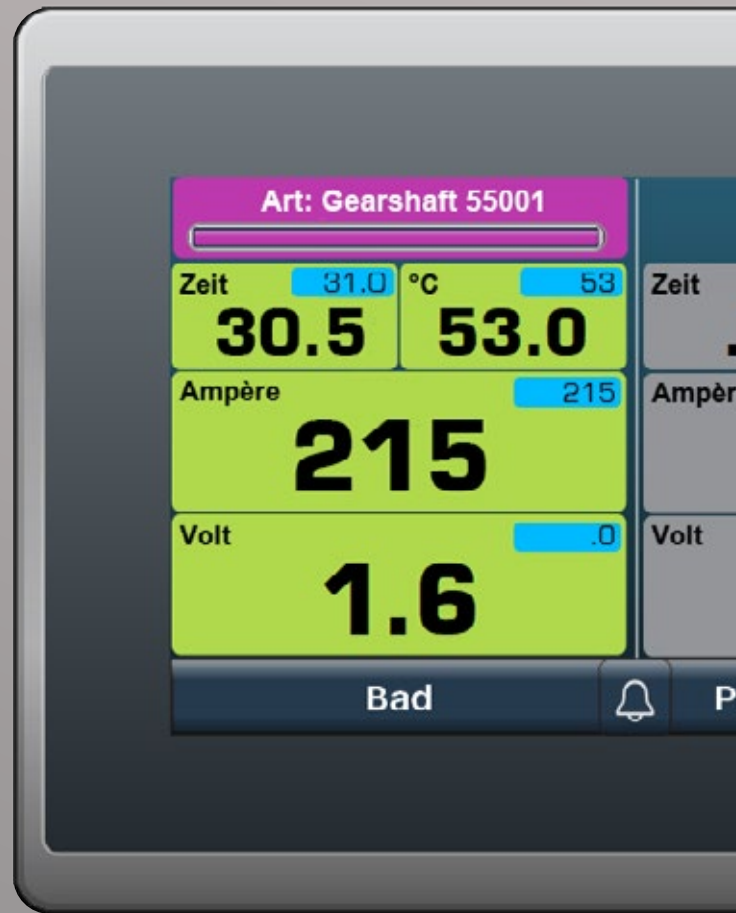 Art: Gearshaft 55001
Zeit 31.0 °C 53 Zeit
30.5 53.0
Ampère 215
215
Volt .0 Volt
1.6
Bad